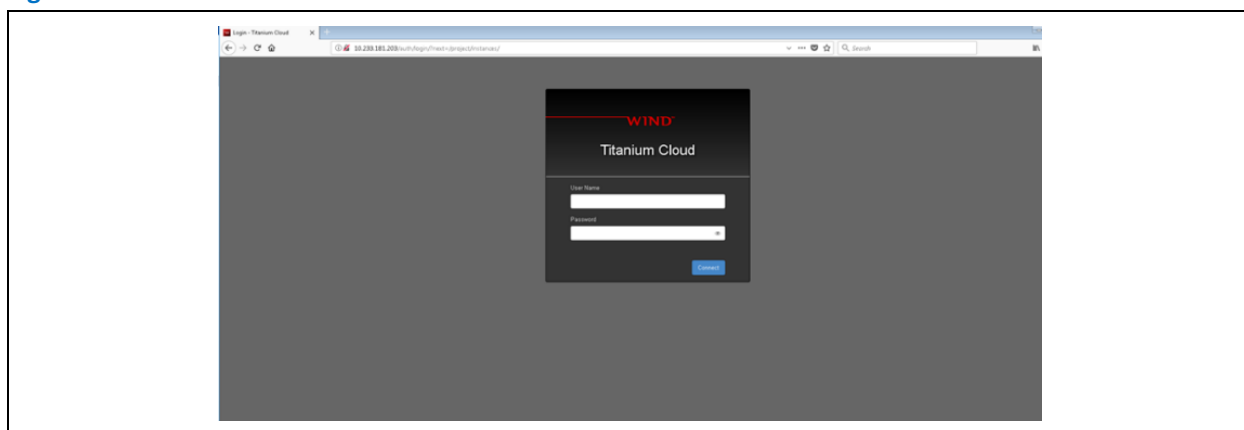 Login - Titanium Cloud
10.230.181.203/auth/login/?next=/project/instances/
Search
WIND
Titanium Cloud
User Name
Password
Connect